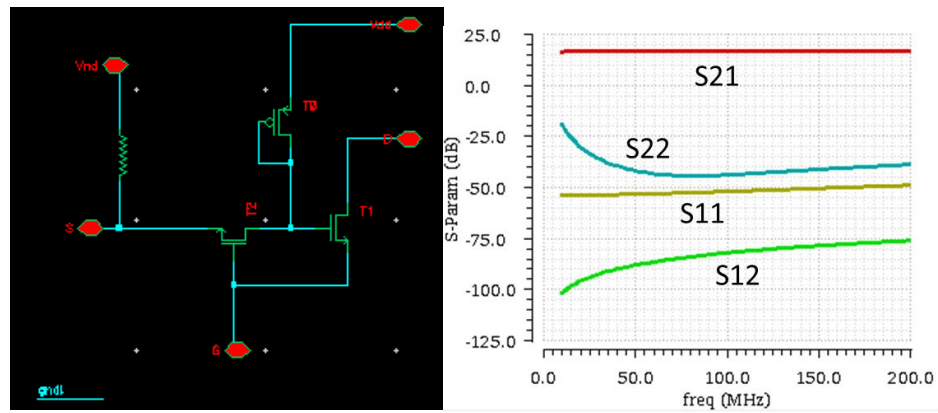 Vdd
Vnd
T0
D
S
T2
T1
G
gnd!
S-Param (dB)
25.0
0.0
-25.0
-50.0
-75.0
-100.0
-125.0
S21
S22
S11
S12
0.0
50.0
100.0
150.0
200.0
freq (MHz)